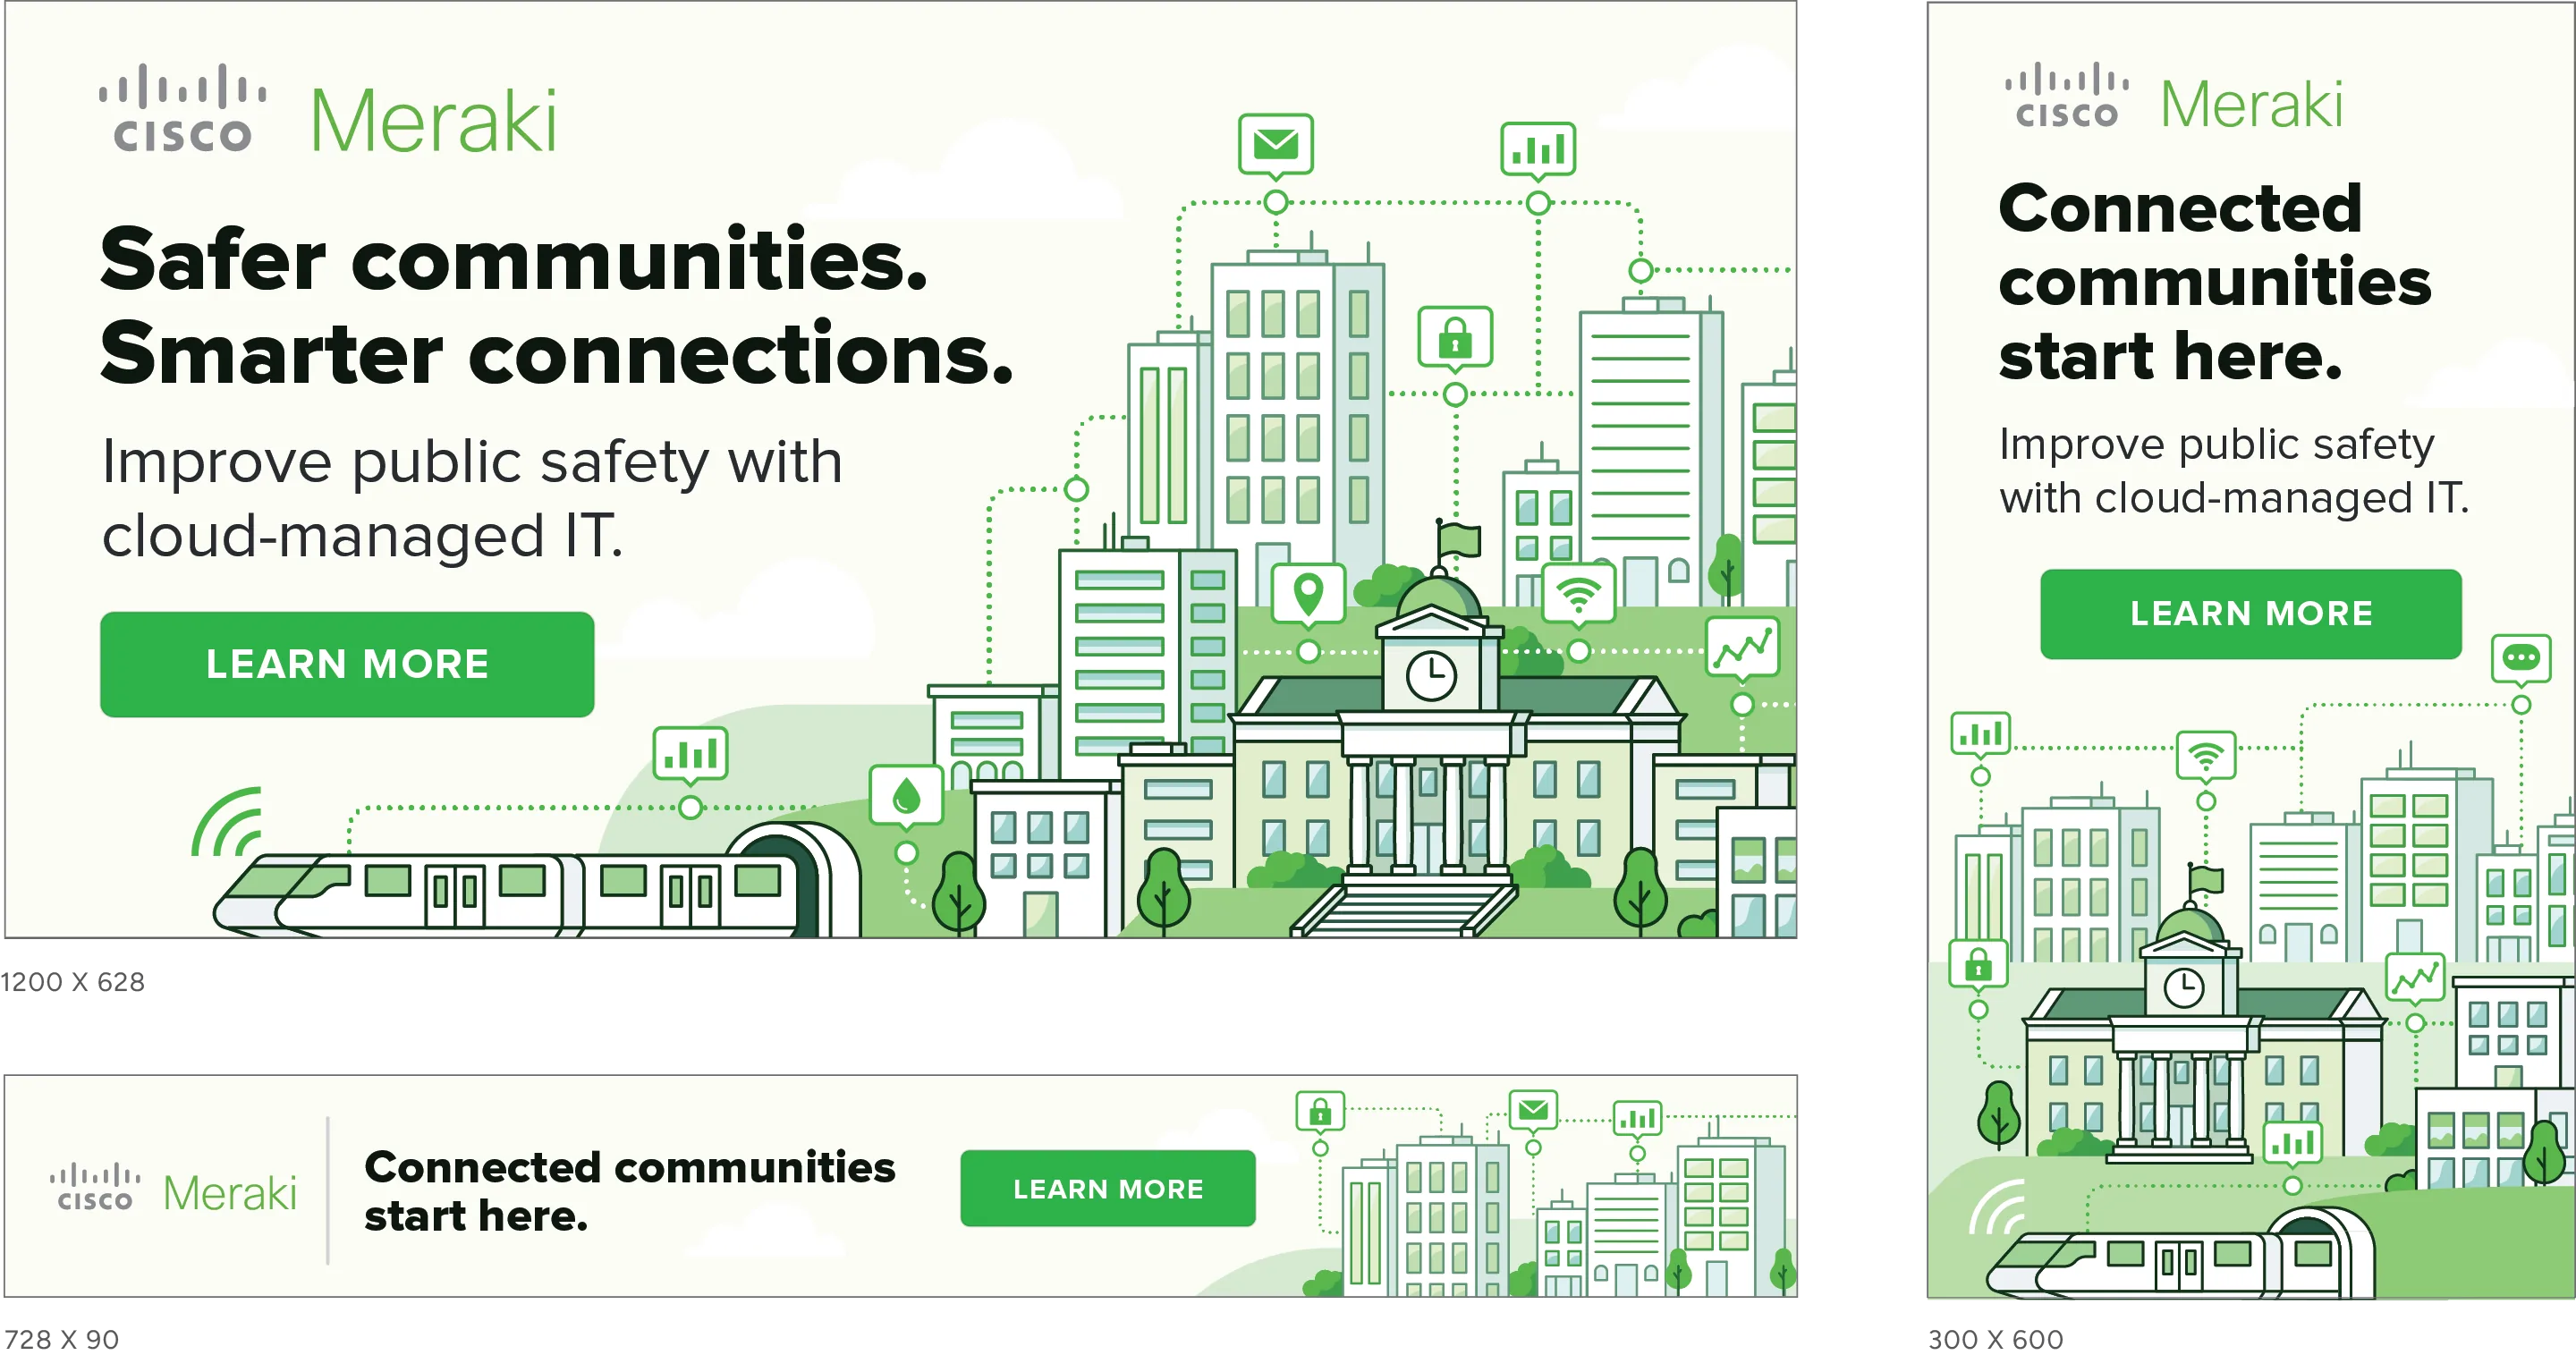 CISCO Meraki
Safer communities.
Smarter connections.
Improve public safety with
cloud-managed IT.
LEARN MORE
1200 X 628
CISCO Meraki
Connected communities
start here.
LEARN MORE
728 X 90
CISCO Meraki
Connected
communities
start here.
Improve public safety
with cloud-managed IT.
LEARN MORE
300 X 600